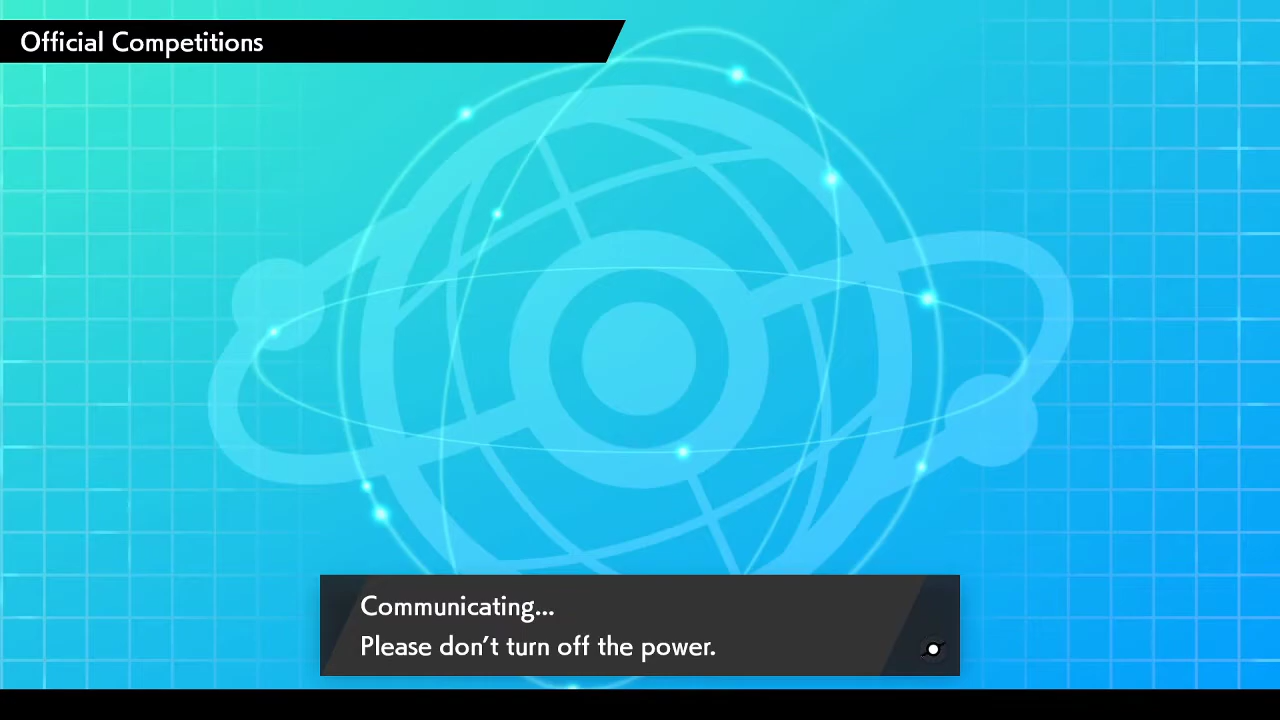 Official Competitions
Communicating...
Please don't turn off the power.